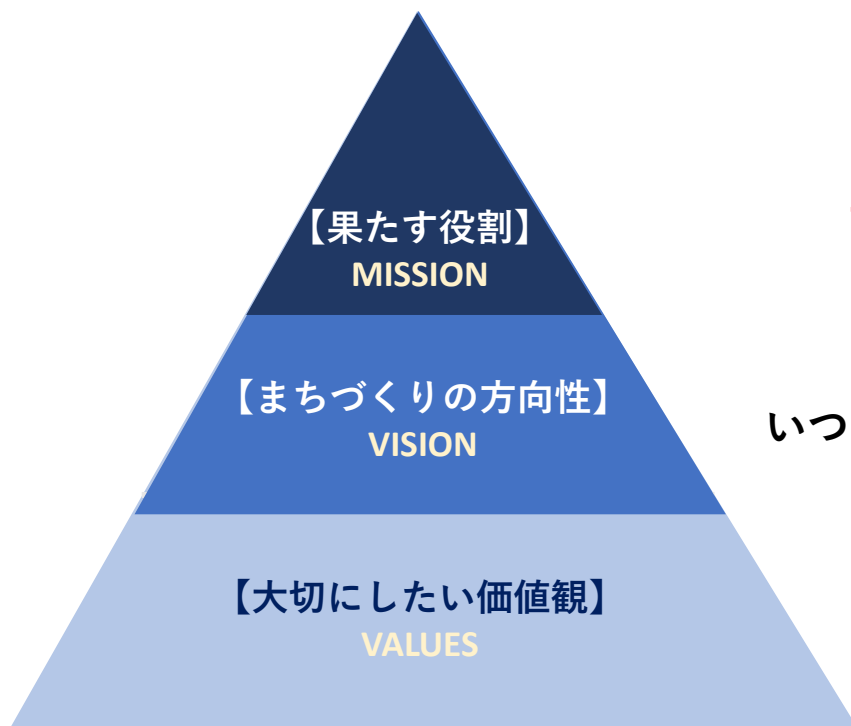 【果たす役割】
MISSION
【まちづくりの方向性】
VISION
いつ
【大切にしたい価値観】
VALUES